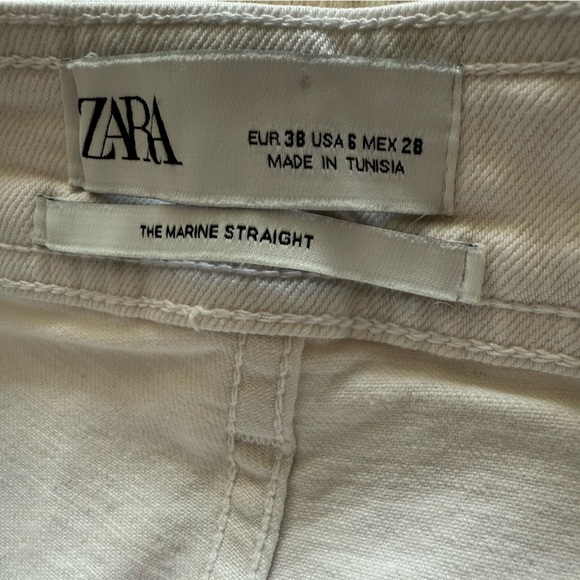 ZARA
EUR 38 USA 6 MEX 28
MADE IN TUNISIA
THE MARINE STRAIGHT